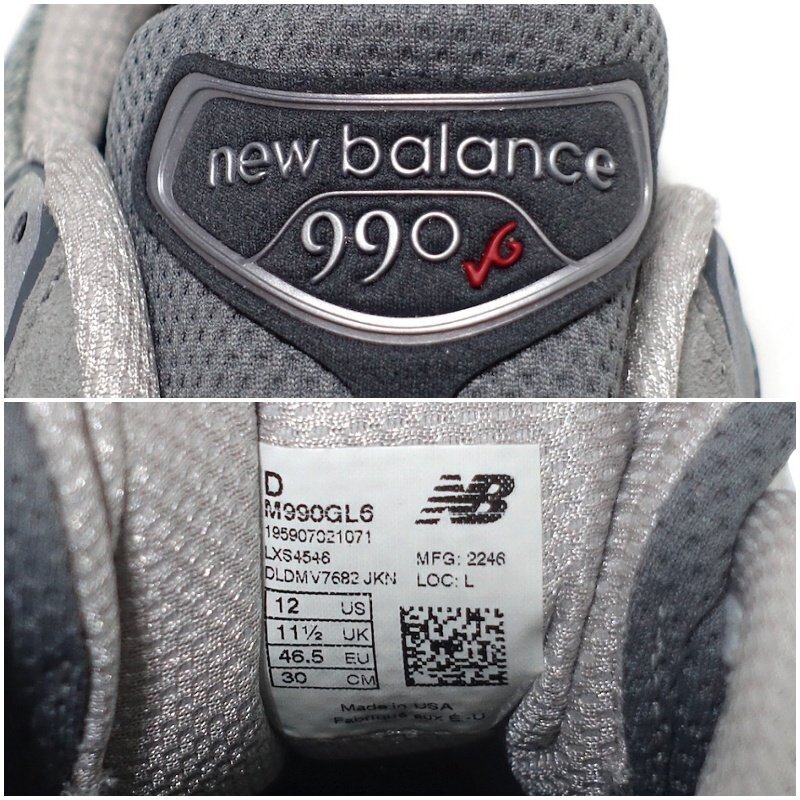 new balance
990 v6
D
M990GL6
195907021071
LXS4546
DLDMV7682 JKN
NB
MFG: 2246
LOC: L
12 US
11½ UK
46.5 EU
30 CM
Made in USA
Fabriqué aux É.-U